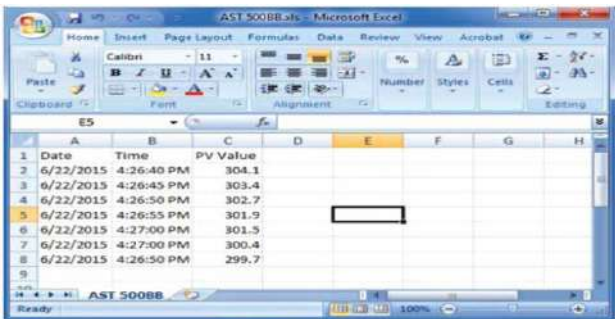 AST 500BB.xls - Microsoft Excel
Home Insert Page Layout Formulas Data Review View Acrobat
Calibri 11
Paste B I U A A % Number Styles Cells Σ
Clipboard Font Alignment Editing
E5 fx
A B C D E F G H
1 Date Time PV Value
2 6/22/2015 4:26:40 PM 304.1
3 6/22/2015 4:26:45 PM 303.4
4 6/22/2015 4:26:50 PM 302.7
5 6/22/2015 4:26:55 PM 301.9
6 6/22/2015 4:27:00 PM 301.5
7 6/22/2015 4:27:00 PM 300.4
8 6/22/2015 4:26:50 PM 299.7
9
AST 500BB
Ready 100%